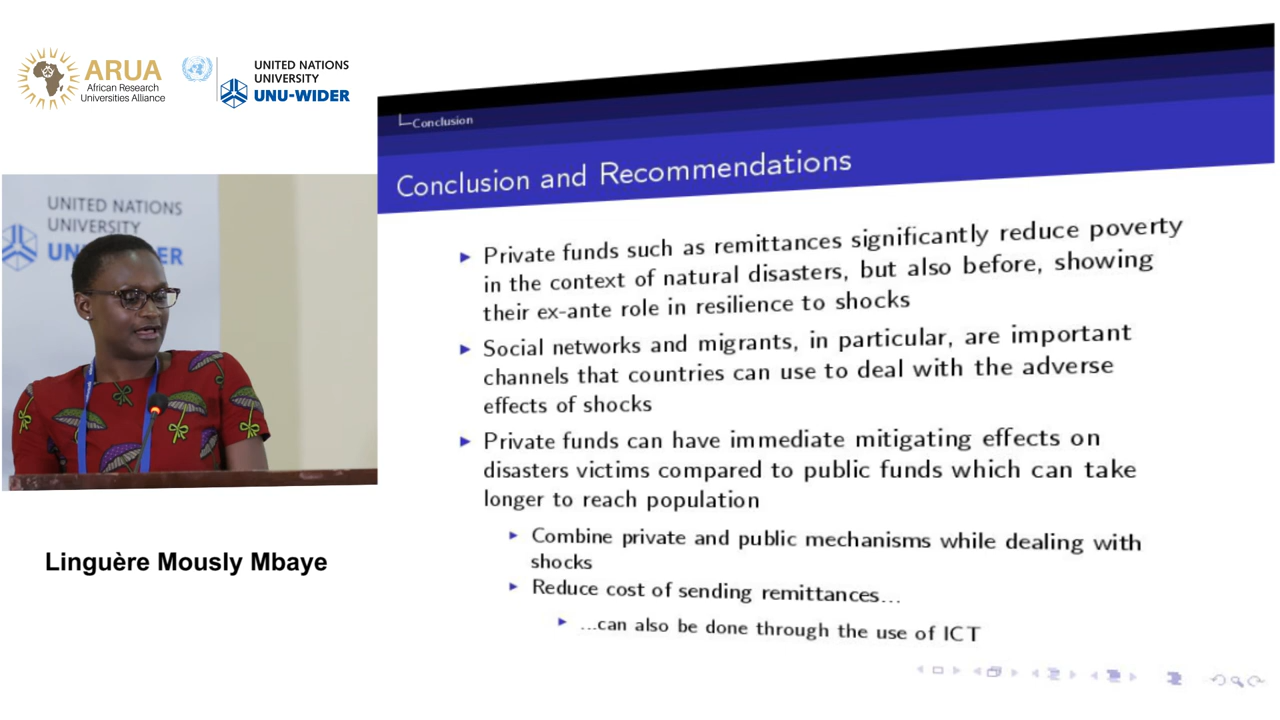 ARUA
African Research
Universities Alliance
UNITED NATIONS
UNIVERSITY
UNU-WIDER
UNITED NATIONS
UNIVERSITY
UN
ER
Linguère Mously Mbaye
Conclusion
Conclusion and Recommendations
Private funds such as remittances significantly reduce poverty
in the context of natural disasters, but also before, showing
their ex-ante role in resilience to shocks
Social networks and migrants, in particular, are important
channels that countries can use to deal with the adverse
effects of shocks
Private funds can have immediate mitigating effects on
disasters victims compared to public funds which can take
longer to reach population
Combine private and public mechanisms while dealing with
shocks
Reduce cost of sending remittances...
...can also be done through the use of ICT